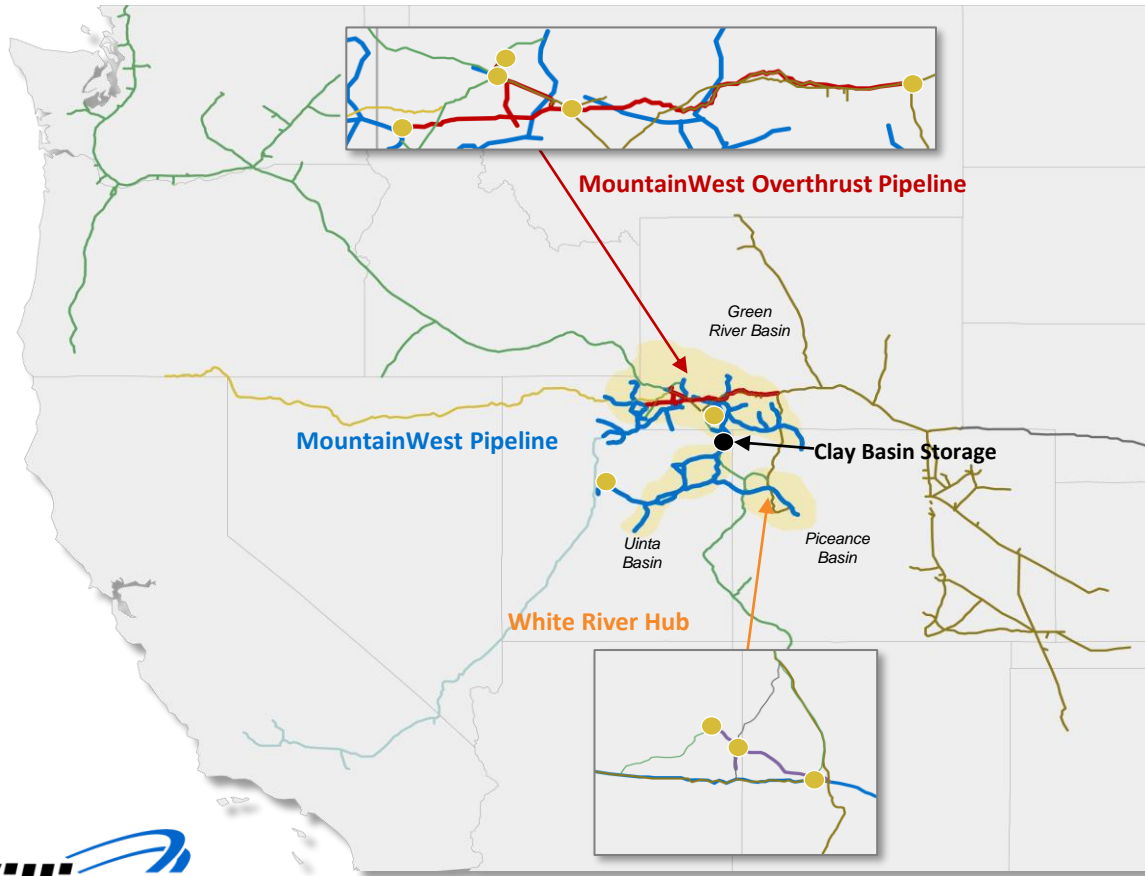 MountainWest Overthrust Pipeline
Green
River Basin
MountainWest Pipeline
Clay Basin Storage
Uinta
Basin
Piceance
Basin
White River Hub